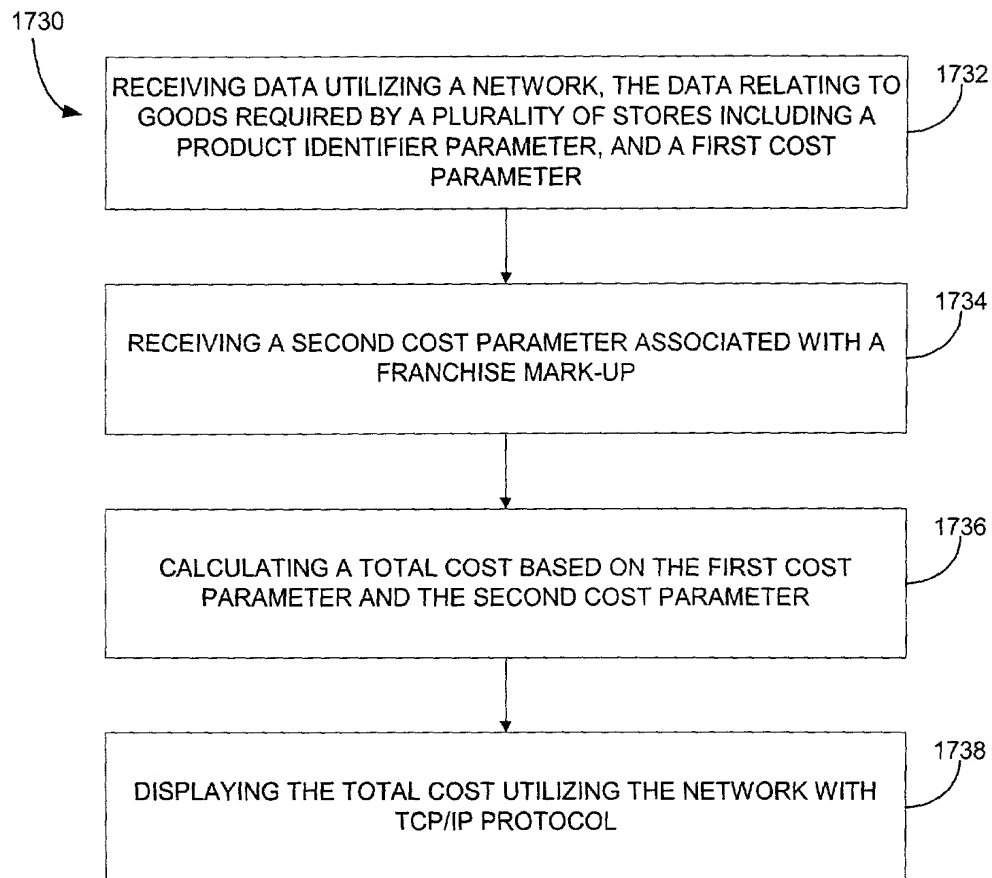 1730
RECEIVING DATA UTILIZING A NETWORK, THE DATA RELATING TO
GOODS REQUIRED BY A PLURALITY OF STORES INCLUDING A
PRODUCT IDENTIFIER PARAMETER, AND A FIRST COST
PARAMETER
1732
RECEIVING A SECOND COST PARAMETER ASSOCIATED WITH A
FRANCHISE MARK-UP
1734
CALCULATING A TOTAL COST BASED ON THE FIRST COST
PARAMETER AND THE SECOND COST PARAMETER
1736
DISPLAYING THE TOTAL COST UTILIZING THE NETWORK WITH
TCP/IP PROTOCOL
1738